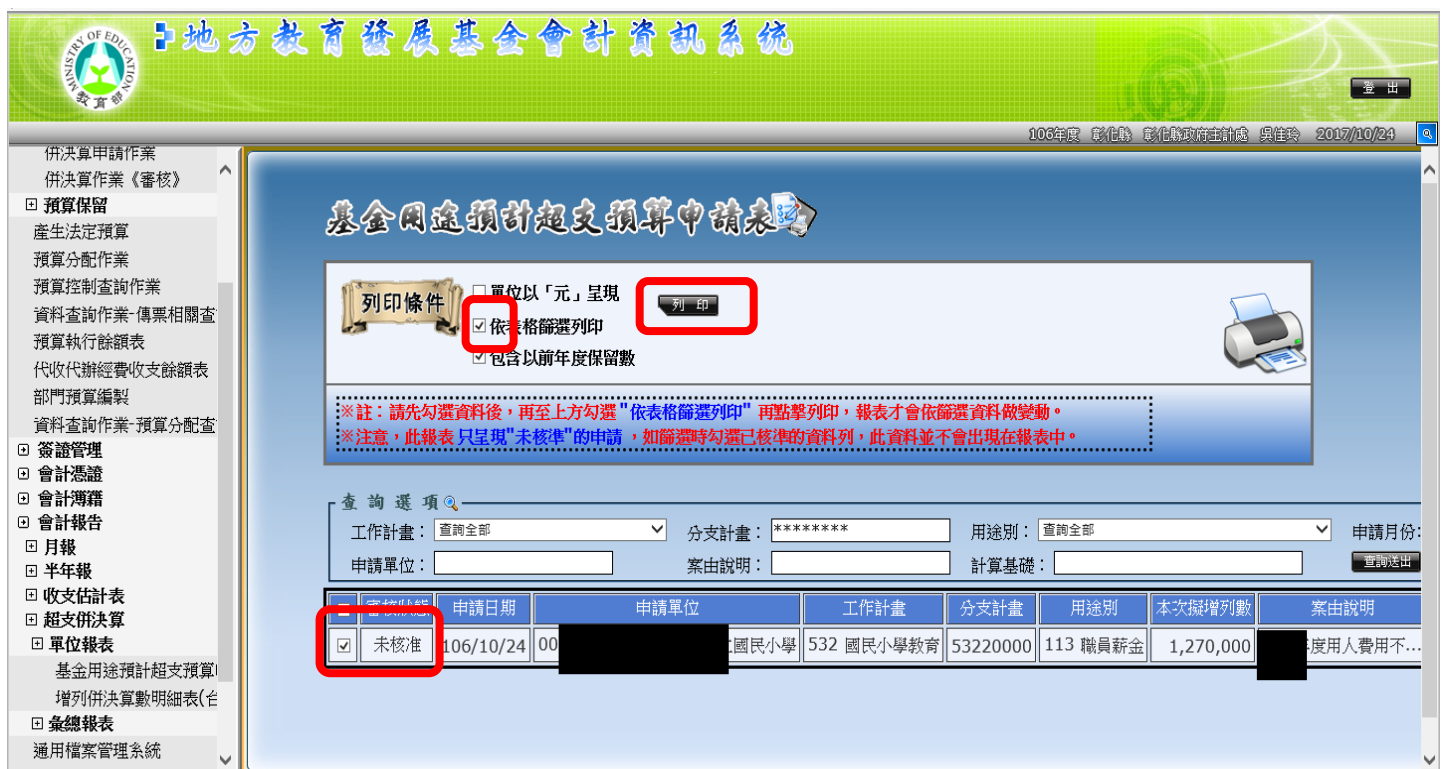 MINISTRY OF EDUCATION
教育部
地方教育發展基金會計資訊系統
登 出
106年度 彰化縣 彰化縣政府主計處 吳佳玲 2017/10/24
併決算申請作業
併決算作業《審核》
預算保留
產生法定預算
預算分配作業
預算控制查詢作業
資料查詢作業-傳票相關查
預算執行餘額表
代收代辦經費收支餘額表
部門預算編製
資料查詢作業-預算分配查
簽證管理
會計憑證
會計簿籍
會計報告
月報
半年報
收支估計表
超支併決算
單位報表
基金用途預計超支預算
增列併決算數明細表(台
彙總報表
通用檔案管理系統
基金用途預計超支預算申請表
列印條件
單位以「元」呈現
列 印
依表格篩選列印
包含以前年度保留數
※註：請先勾選資料後，再至上方勾選"依表格篩選列印" 再點擊列印，報表才會依篩選資料做變動。
※注意，此報表 只呈現"未核準"的申請 ，如篩選時勾選已核準的資料列，此資料並不會出現在報表中。
查 詢 選 項
工作計畫： 查詢全部 分支計畫： ******** 用途別： 查詢全部 申請月份：
申請單位： 案由說明： 計算基礎： 查詢送出
審核狀態 申請日期 申請單位 工作計畫 分支計畫 用途別 本次擬增列數 案由說明
未核准 106/10/24 00 國民小學 532 國民小學教育 53220000 113 職員薪金 1,270,000 度用人費用不...